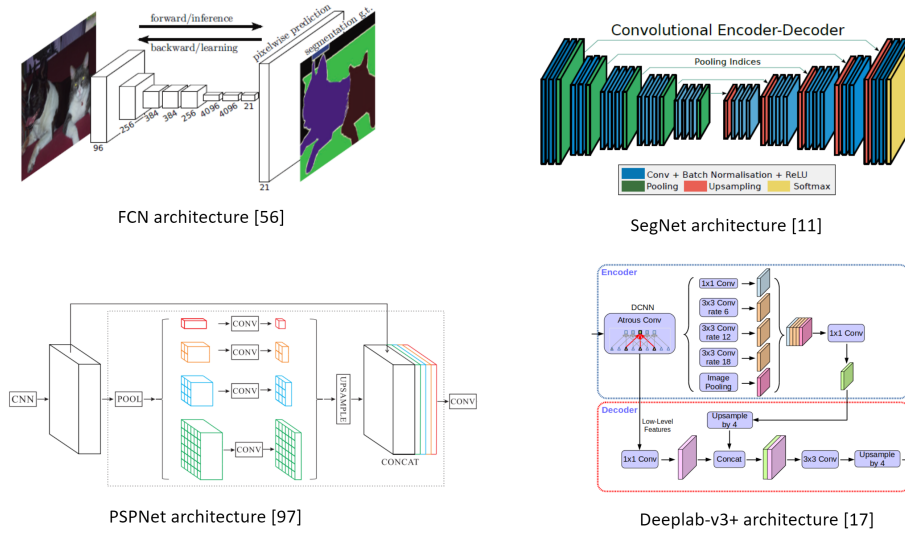 forward/inference
backward/learning
pixelwise prediction
segmentation g.t.
96
256
384
384
256
4096
4096
21
21
FCN architecture [56]
Convolutional Encoder-Decoder
Pooling Indices
Conv + Batch Normalisation + ReLU
Pooling Upsampling Softmax
SegNet architecture [11]
CNN
POOL
CONV
CONV
CONV
CONV
UPSAMPLE
CONCAT
CONV
PSPNet architecture [97]
Encoder
DCNN
Atrous Conv
1x1 Conv
3x3 Conv
rate 6
3x3 Conv
rate 12
3x3 Conv
rate 18
Image
Pooling
1x1 Conv
Decoder
Low-Level
Features
Upsample
by 4
1x1 Conv
Concat
3x3 Conv
Upsample
by 4
Deeplab-v3+ architecture [17]